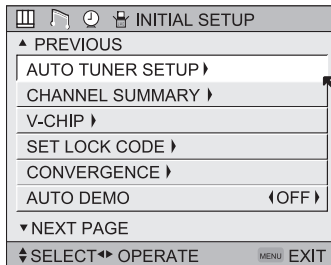 INITIAL SETUP
PREVIOUS
AUTO TUNER SETUP
CHANNEL SUMMARY
V-CHIP
SET LOCK CODE
CONVERGENCE
AUTO DEMO OFF
NEXT PAGE
SELECT OPERATE MENU EXIT